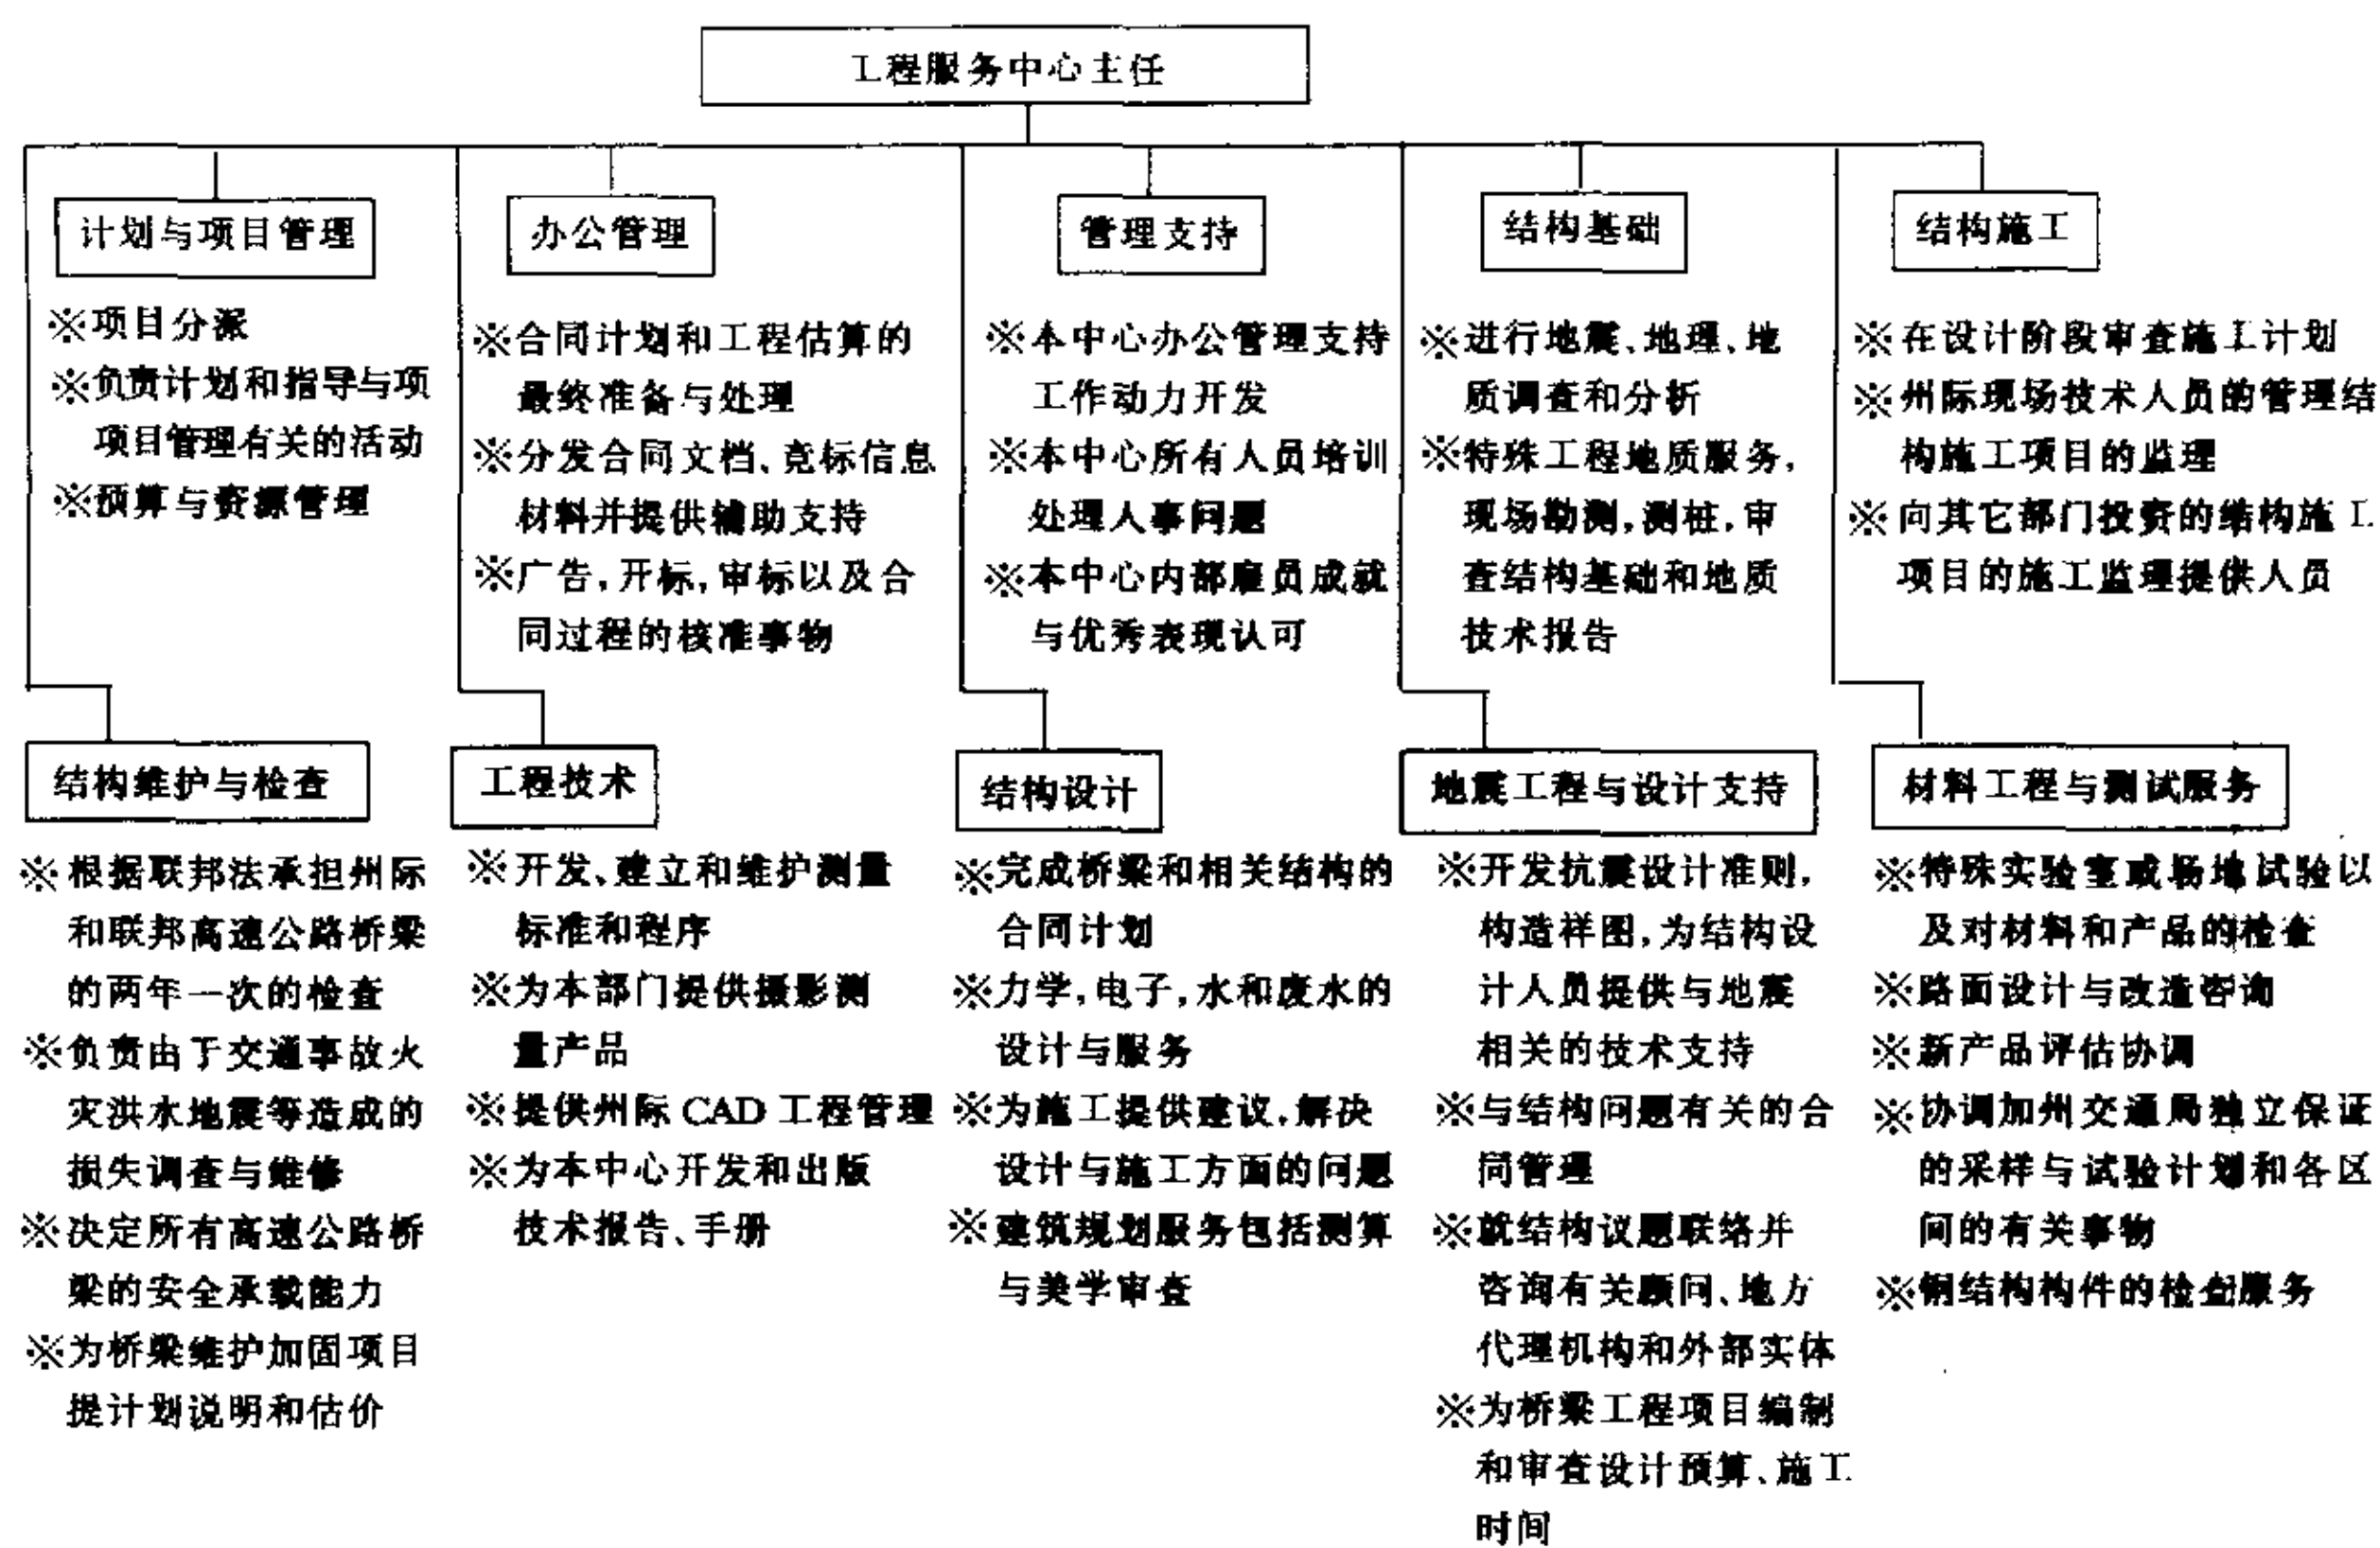 工程服务中心主任
计划与项目管理
※项目分派
※负责计划和指导与项
项目管理有关的活动
※预算与资源管理
办公管理
※合同计划和工程估算的
最终准备与处理
※分发合同文档、竞标信息
材料并提供辅助支持
※广告,开标,审标以及合
同过程的核准事物
管理支持
※本中心办公管理支持
工作动力开发
※本中心所有人员培训
处理人事问题
※本中心内部雇员成就
与优秀表现认可
结构基础
※进行地震、地理、地
质调查和分析
※特殊工程地质服务,
现场勘测,测桩,审
查结构基础和地质
技术报告
结构施工
※在设计阶段审查施工计划
※州际现场技术人员的管理结
构施工项目的监理
※向其它部门投资的结构施工
项目的施工监理提供人员
结构维护与检查
※根据联邦法承担州际
和联邦高速公路桥梁
的两年一次的检查
※负责由于交通事故火
灾洪水地震等造成的
损失调查与维修
※决定所有高速公路桥
梁的安全承载能力
※为桥梁维护加固项目
提计划说明和估价
工程技术
※开发、建立和维护测量
标准和程序
※为本部门提供摄影测
量产品
※提供州际 CAD 工程管理
※为本中心开发和出版
技术报告、手册
结构设计
※完成桥梁和相关结构的
合同计划
※力学,电子,水和废水的
设计与服务
※为施工提供建议,解决
设计与施工方面的问题
※建筑规划服务包括测算
与美学审查
地震工程与设计支持
※开发抗震设计准则,
构造祥图,为结构设
计人员提供与地震
相关的技术支持
※与结构问题有关的合
同管理
※就结构议题联络并
咨询有关顾问、地方
代理机构和外部实体
※为桥梁工程项目编制
和审查设计预算、施工
时间
材料工程与测试服务
※特殊实验室或场地试验以
及对材料和产品的检查
※路面设计与改造咨询
※新产品评估协调
※协调加州交通局独立保证
的采样与试验计划和各区
间的有关事物
※钢结构构件的检查服务